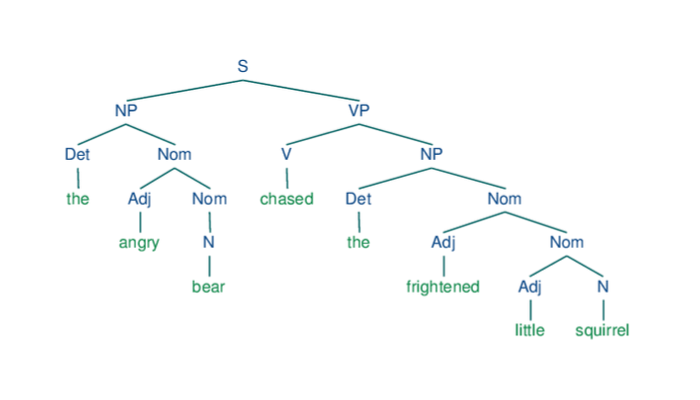 S
NP VP
Det Nom V NP
the Adj Nom chased Det Nom
angry N the Adj Nom
bear frightened Adj N
little squirrel